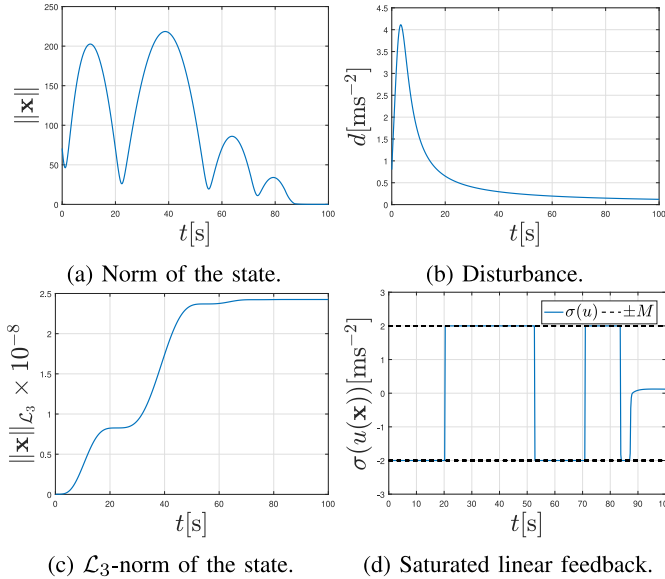 250
200
150
100
50
0
0 20 40 60 80 100
||x||
t[s]
(a) Norm of the state.
4.5
4
3.5
3
2.5
2
1.5
1
0.5
0
0 20 40 60 80 100
d[ms⁻²]
t[s]
(b) Disturbance.
2.5
2
1.5
1
0.5
0
0 20 40 60 80 100
||x||_{ℒ₃} × 10⁻⁸
t[s]
(c) ℒ₃-norm of the state.
3
2
1
0
-1
-2
-3
0 10 20 30 40 50 60 70 80 90 100
σ(u(x))[ms⁻²]
σ(u) ±M
t[s]
(d) Saturated linear feedback.